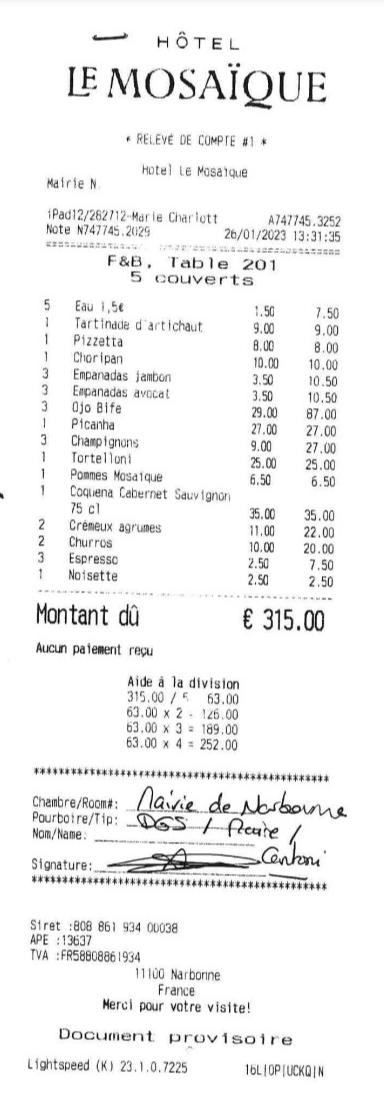 HÔTEL
LE MOSAÏQUE
* RELEVÉ DE COMPTE #1 *
Hotel Le Mosaïque
Mairie N.
iPad12/262712-Marie Charlott A747745.3252
Note N747745.2029 26/01/2023 13:31:35
F&B, Table 201
5 couverts
5 Eau 1,5€ 1.50 7.50
1 Tartinade d'artichaut 9.00 9.00
1 Pizzetta 8.00 8.00
1 Choripan 10.00 10.00
3 Empanadas jambon 3.50 10.50
3 Empanadas avocat 3.50 10.50
3 Ojo Bife 29.00 87.00
1 Picanha 27.00 27.00
3 Champignons 9.00 27.00
1 Tortelloni 25.00 25.00
1 Pommes Mosaïque 6.50 6.50
1 Coquena Cabernet Sauvignon
75 cl 35.00 35.00
2 Crémeux agrumes 11.00 22.00
2 Churros 10.00 20.00
3 Espresso 2.50 7.50
1 Noisette 2.50 2.50
Montant dû € 315.00
Aucun paiement reçu
Aide à la division
315.00 / 5 63.00
63.00 x 2 = 126.00
63.00 x 3 = 189.00
63.00 x 4 = 252.00
****************************************
Chambre/Room#: Mairie de Narbonne
Pourboire/Tip: DGS / Maire /
Nom/Name:
Signature: Cantoni
****************************************
Siret :808 861 934 00038
APE :13637
TVA :FR58808861934
11100 Narbonne
France
Merci pour votre visite!
Document provisoire
Lightspeed (K) 23.1.0.7225 16L|OP|UCKQ|N